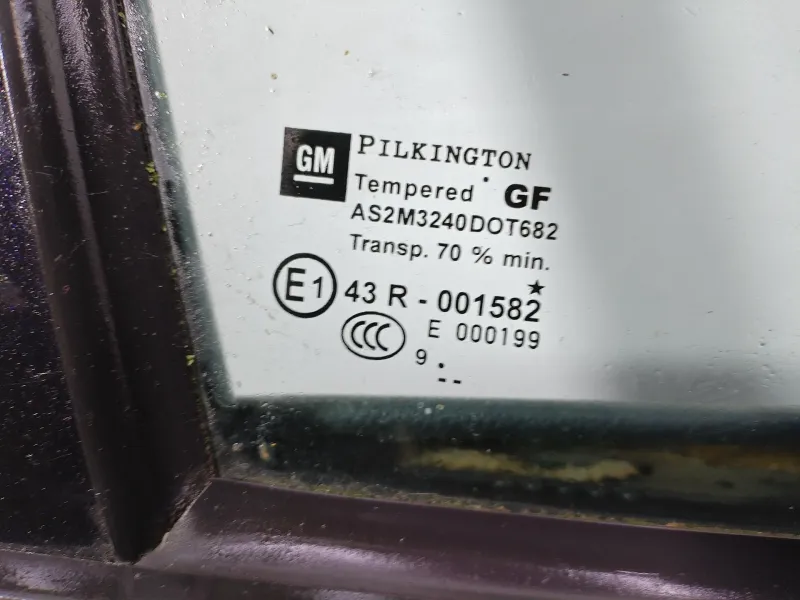 GM PILKINGTON
Tempered GF
AS2M3240DOT682
Transp. 70 % min.
E1 43 R - 001582
CCC E 000199
9